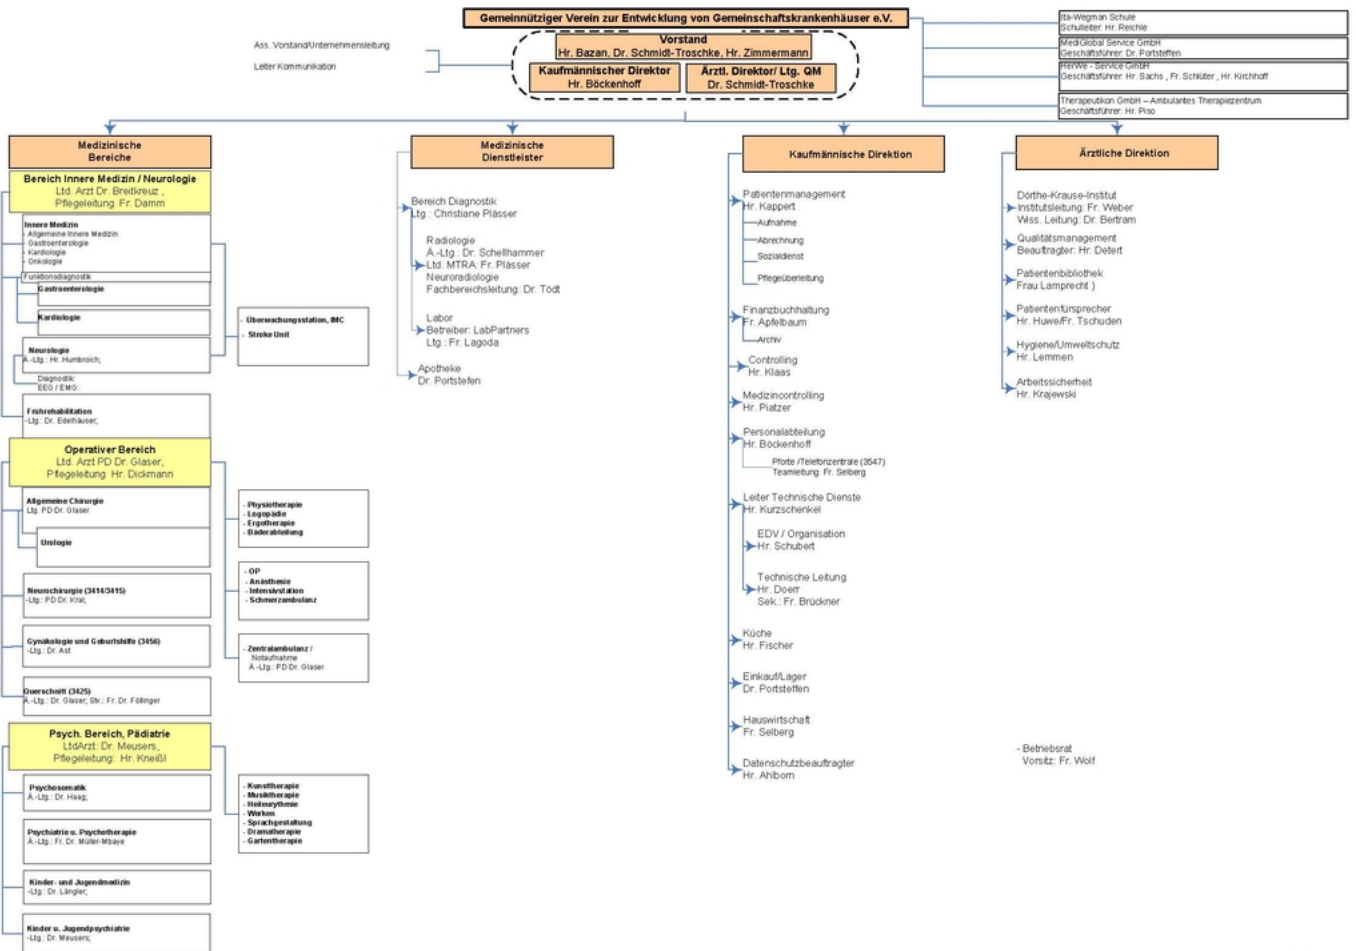 Gemeinnütziger Verein zur Entwicklung von Gemeinschaftskrankenhäuser e.V.
Vorstand
Hr. Bazan, Dr. Schmidt-Troschke, Hr. Zimmermann
Kaufmännischer Direktor
Hr. Böckenhoff
Ärztl. Direktor/ Ltg. QM
Dr. Schmidt-Troschke
Ass. Vorstand/Unternehmensleitung
Leiter Kommunikation
Ita-Wegman Schule
Schulleiter: Hr. Reichle
MediGlobal Service GmbH
Geschäftsführer: Dr. Portsteffen
HerWe - Service GmbH
Geschäftsführer: Hr. Sachs , Fr. Schlüter , Hr. Kirchhoff
Therapeutikon GmbH – Ambulantes Therapiezentrum
Geschäftsführer: Hr. Piso
Medizinische
Bereiche
Bereich Innere Medizin / Neurologie
Ltd. Arzt Dr. Breitkreuz ,
Pflegeleitung Fr. Damm
Innere Medizin
- Allgemeine Innere Medizin
- Gastroenterologie
- Kardiologie
- Onkologie
Funktionsdiagnostik
Gastroenterologie
Kardiologie
Neurologie
Ä.-Ltg.: Hr. Humbroich;
Diagnostik:
EEG / EMG:
Frührehabilitation
-Ltg.: Dr. Edelhäuser;
- Überwachungsstation, IMC
- Stroke Unit
Operativer Bereich
Ltd. Arzt PD Dr. Glaser,
Pflegeleitung Hr. Dickmann
Allgemeine Chirurgie
Ltg. PD Dr. Glaser
Urologie
Neurochirurgie (3414/3415)
-Ltg.: PD Dr. Kral;
Gynäkologie und Geburtshilfe (3456)
-Ltg.: Dr. Ast
Querschnitt (3425)
Ä.-Ltg.: Dr. Glaser; Stv.: Fr. Dr. Föllinger
- Physiotherapie
- Logopädie
- Ergotherapie
- Bäderabteilung
- OP
- Anästhesie
- Intensivstation
- Schmerzambulanz
- Zentralambulanz /
Notaufnahme
Ä.-Ltg.: PD Dr. Glaser
Psych. Bereich, Pädiatrie
LtdArzt: Dr. Meusers,
Pflegeleitung: Hr. Kneißl
Psychosomatik
Ä.-Ltg.: Dr. Haag;
Psychiatrie u. Psychotherapie
Ä.-Ltg.: Fr. Dr. Müller-Mbaye
Kinder- und Jugendmedizin
-Ltg.: Dr. Längler;
Kinder u. Jugendpsychiatrie
-Ltg.: Dr. Meusers;
- Kunsttherapie
- Musiktherapie
- Heileurythmie
- Werken
- Sprachgestaltung
- Dramatherapie
- Gartentherapie
Medizinische
Dienstleister
Bereich Diagnostik
Ltg.: Christiane Plässer
Radiologie
Ä.-Ltg.: Dr. Schellhammer
Ltd. MTRA: Fr. Plässer
Neuroradiologie
Fachbereichsleitung: Dr. Tödt
Labor
Betreiber: LabPartners
Ltg.: Fr. Lagoda
Apotheke
Dr. Portstefen
Kaufmännische Direktion
Patientenmanagement
Hr. Kappert
Aufnahme
Abrechnung
Sozialdienst
Pflegeüberleitung
Finanzbuchhaltung
Fr. Apfelbaum
Archiv
Controlling
Hr. Klaas
Medizincontrolling
Hr. Piatzer
Personalabteilung
Hr. Böckenhoff
Pforte /Telefonzentrale (3547)
Teamleitung: Fr. Selberg
Leiter Technische Dienste
Hr. Kurzschenkel
EDV / Organisation
Hr. Schubert
Technische Leitung
Hr. Doerr
Sek.: Fr. Brückner
Küche
Hr. Fischer
Einkauf/Lager
Dr. Portsteffen
Hauswirtschaft
Fr. Selberg
Datenschutzbeauftragter
Hr. Ahlborn
Ärztliche Direktion
Dörthe-Krause-Institut
Institutsleitung: Fr. Weber
Wiss. Leitung: Dr. Bertram
Qualitätsmanagement
Beauftragter: Hr. Detert
Patientenbibliothek
Frau Lamprecht )
Patientenfürsprecher
Hr. Huwe/Fr. Tschuden
Hygiene/Umweltschutz
Hr. Lemmen
Arbeitssicherheit
Hr. Krajewski
- Betriebsrat
Vorsitz: Fr. Wolf